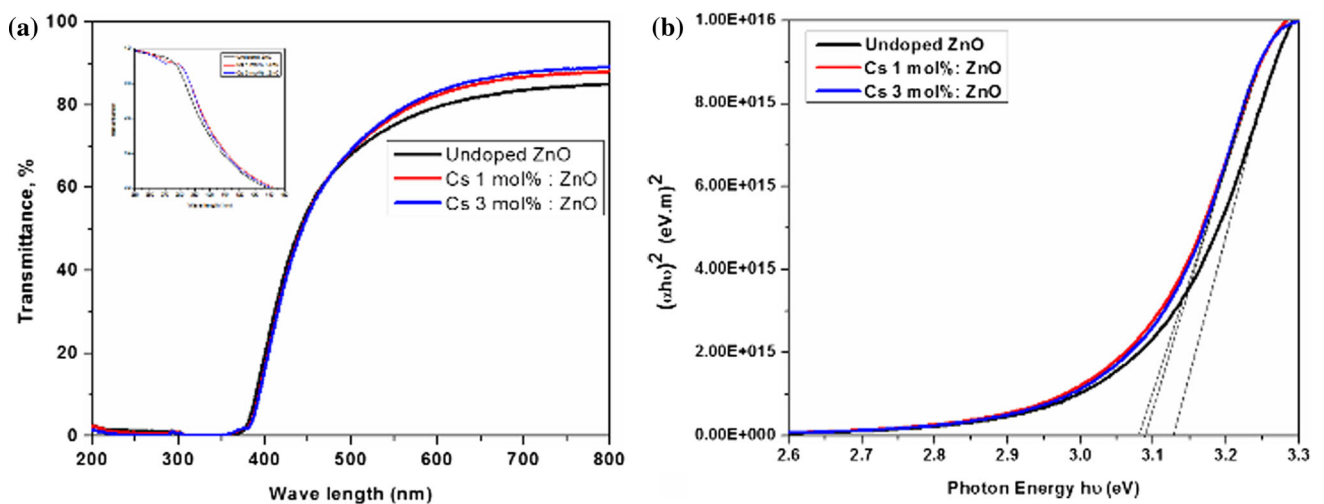 (a)
100
80
60
40
20
0
Transmittance, %
Undoped ZnO
Cs 1 mol% : ZnO
Cs 3 mol% : ZnO
200 300 400 500 600 700 800
Wave length (nm)
(b)
1.00E+016
8.00E+015
6.00E+015
4.00E+015
2.00E+015
0.00E+000
(αhυ)² (eV.m)²
Undoped ZnO
Cs 1 mol%: ZnO
Cs 3 mol%: ZnO
2.6 2.7 2.8 2.9 3.0 3.1 3.2 3.3
Photon Energy hυ (eV)